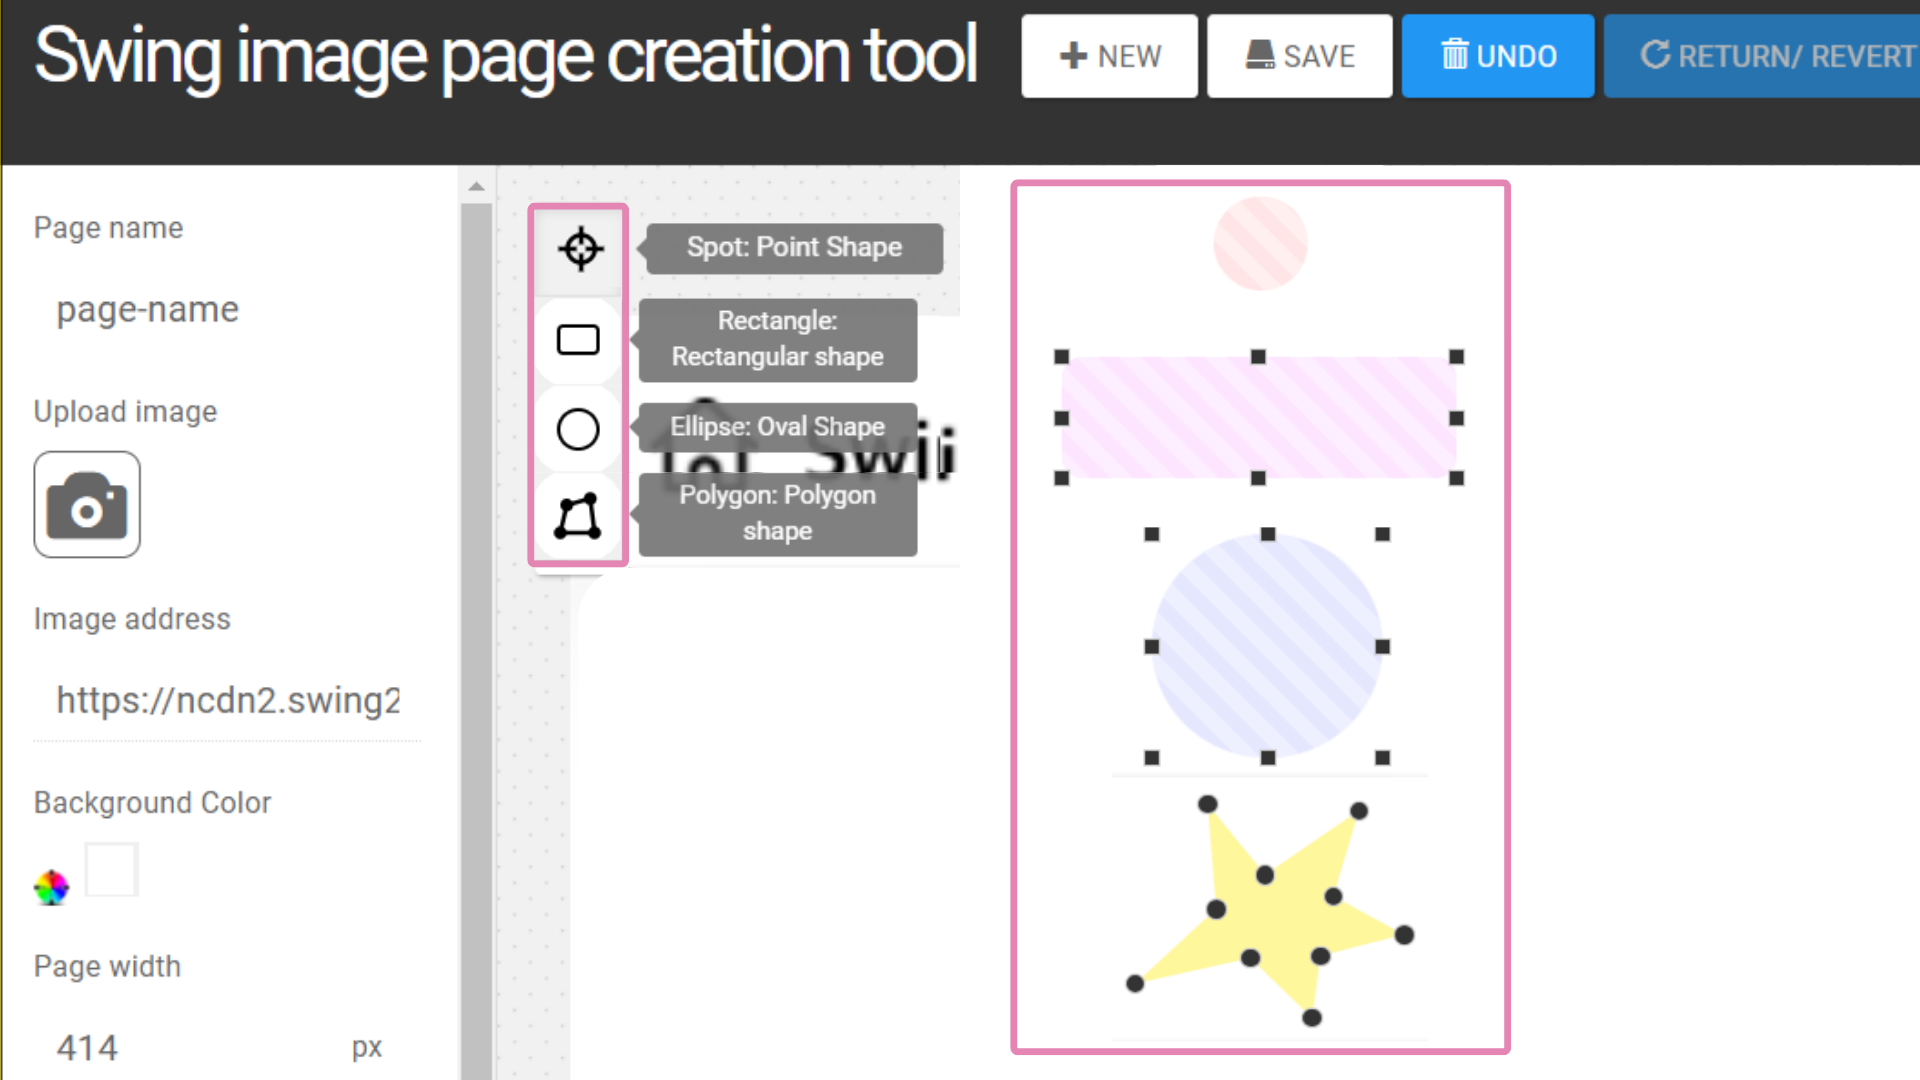 Swing image page creation tool
NEW
SAVE
UNDO
RETURN/ REVERT
Page name
page-name
Upload image
Image address
https://ncdn2.swing2
Background Color
Page width
414
px
Spot: Point Shape
Rectangle:
Rectangular shape
Ellipse: Oval Shape
Polygon: Polygon
shape